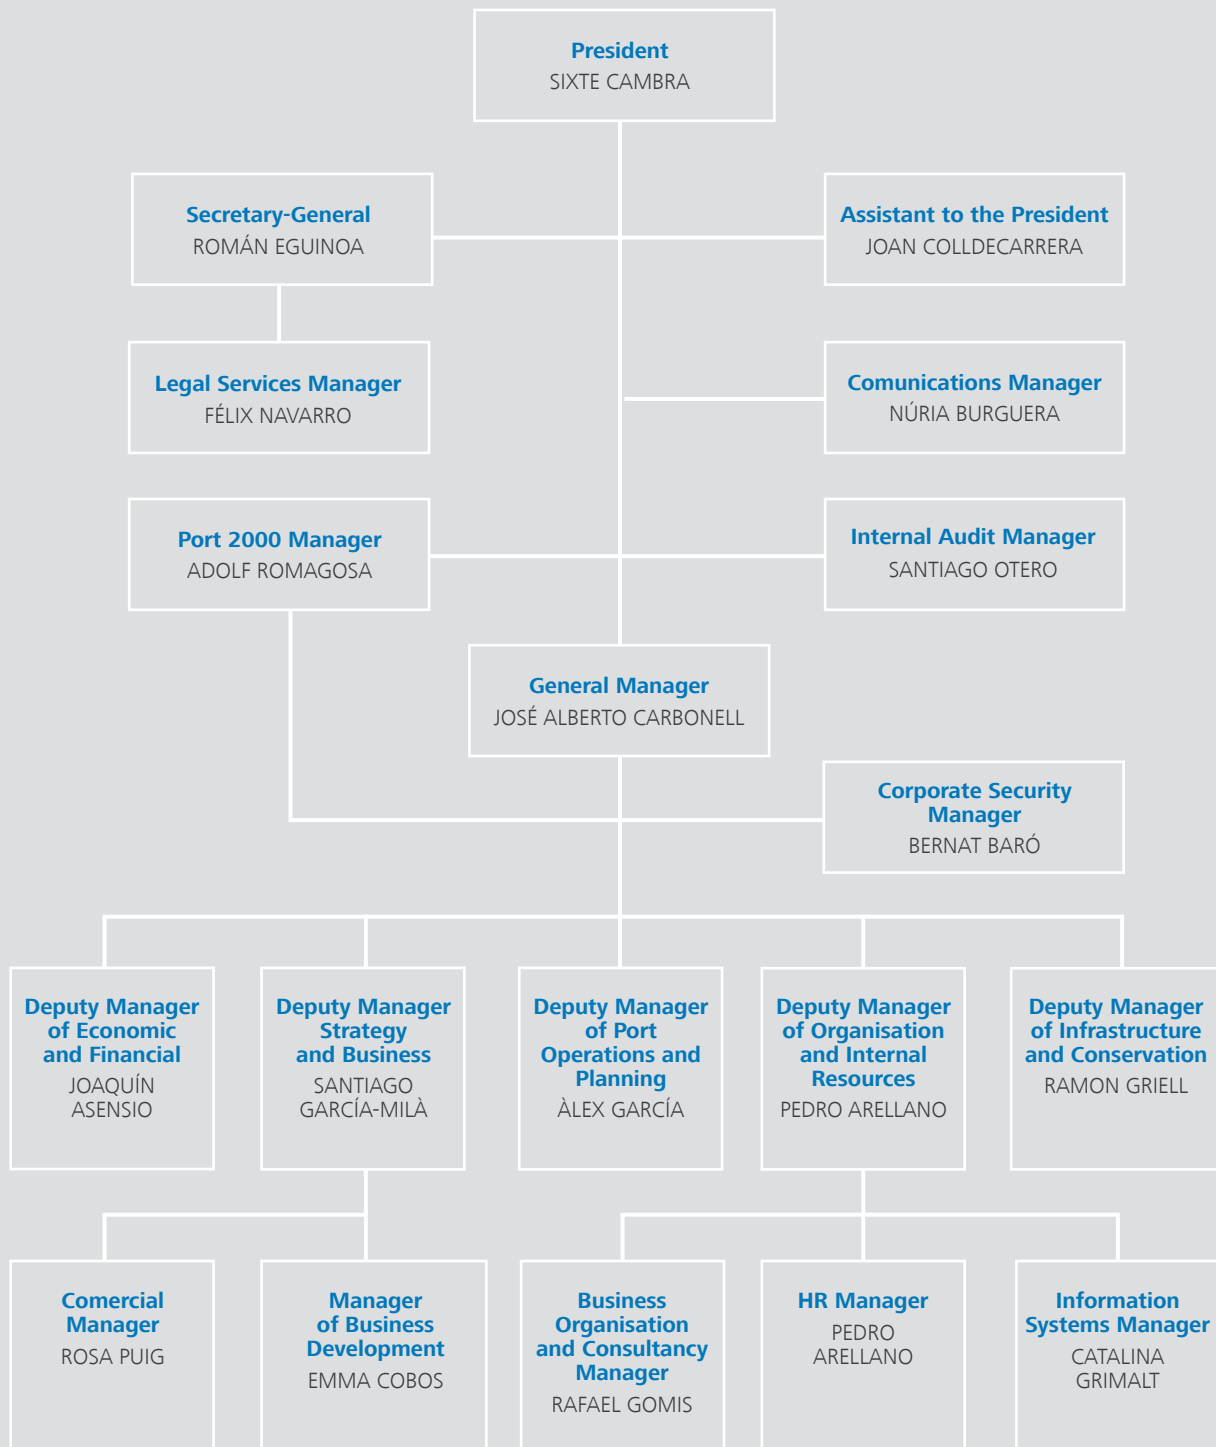 President
SIXTE CAMBRA
Secretary-General
ROMÁN EGUINOA
Assistant to the President
JOAN COLLDECARRERA
Legal Services Manager
FÉLIX NAVARRO
Comunications Manager
NÚRIA BURGUERA
Port 2000 Manager
ADOLF ROMAGOSA
Internal Audit Manager
SANTIAGO OTERO
General Manager
JOSÉ ALBERTO CARBONELL
Corporate Security
Manager
BERNAT BARÓ
Deputy Manager
of Economic
and Financial
JOAQUÍN
ASENSIO
Deputy Manager
Strategy
and Business
SANTIAGO
GARCÍA-MILÀ
Deputy Manager
of Port
Operations and
Planning
ÀLEX GARCÍA
Deputy Manager
of Organisation
and Internal
Resources
PEDRO ARELLANO
Deputy Manager
of Infrastructure
and Conservation
RAMON GRIELL
Comercial
Manager
ROSA PUIG
Manager
of Business
Development
EMMA COBOS
Business
Organisation
and Consultancy
Manager
RAFAEL GOMIS
HR Manager
PEDRO
ARELLANO
Information
Systems Manager
CATALINA
GRIMALT